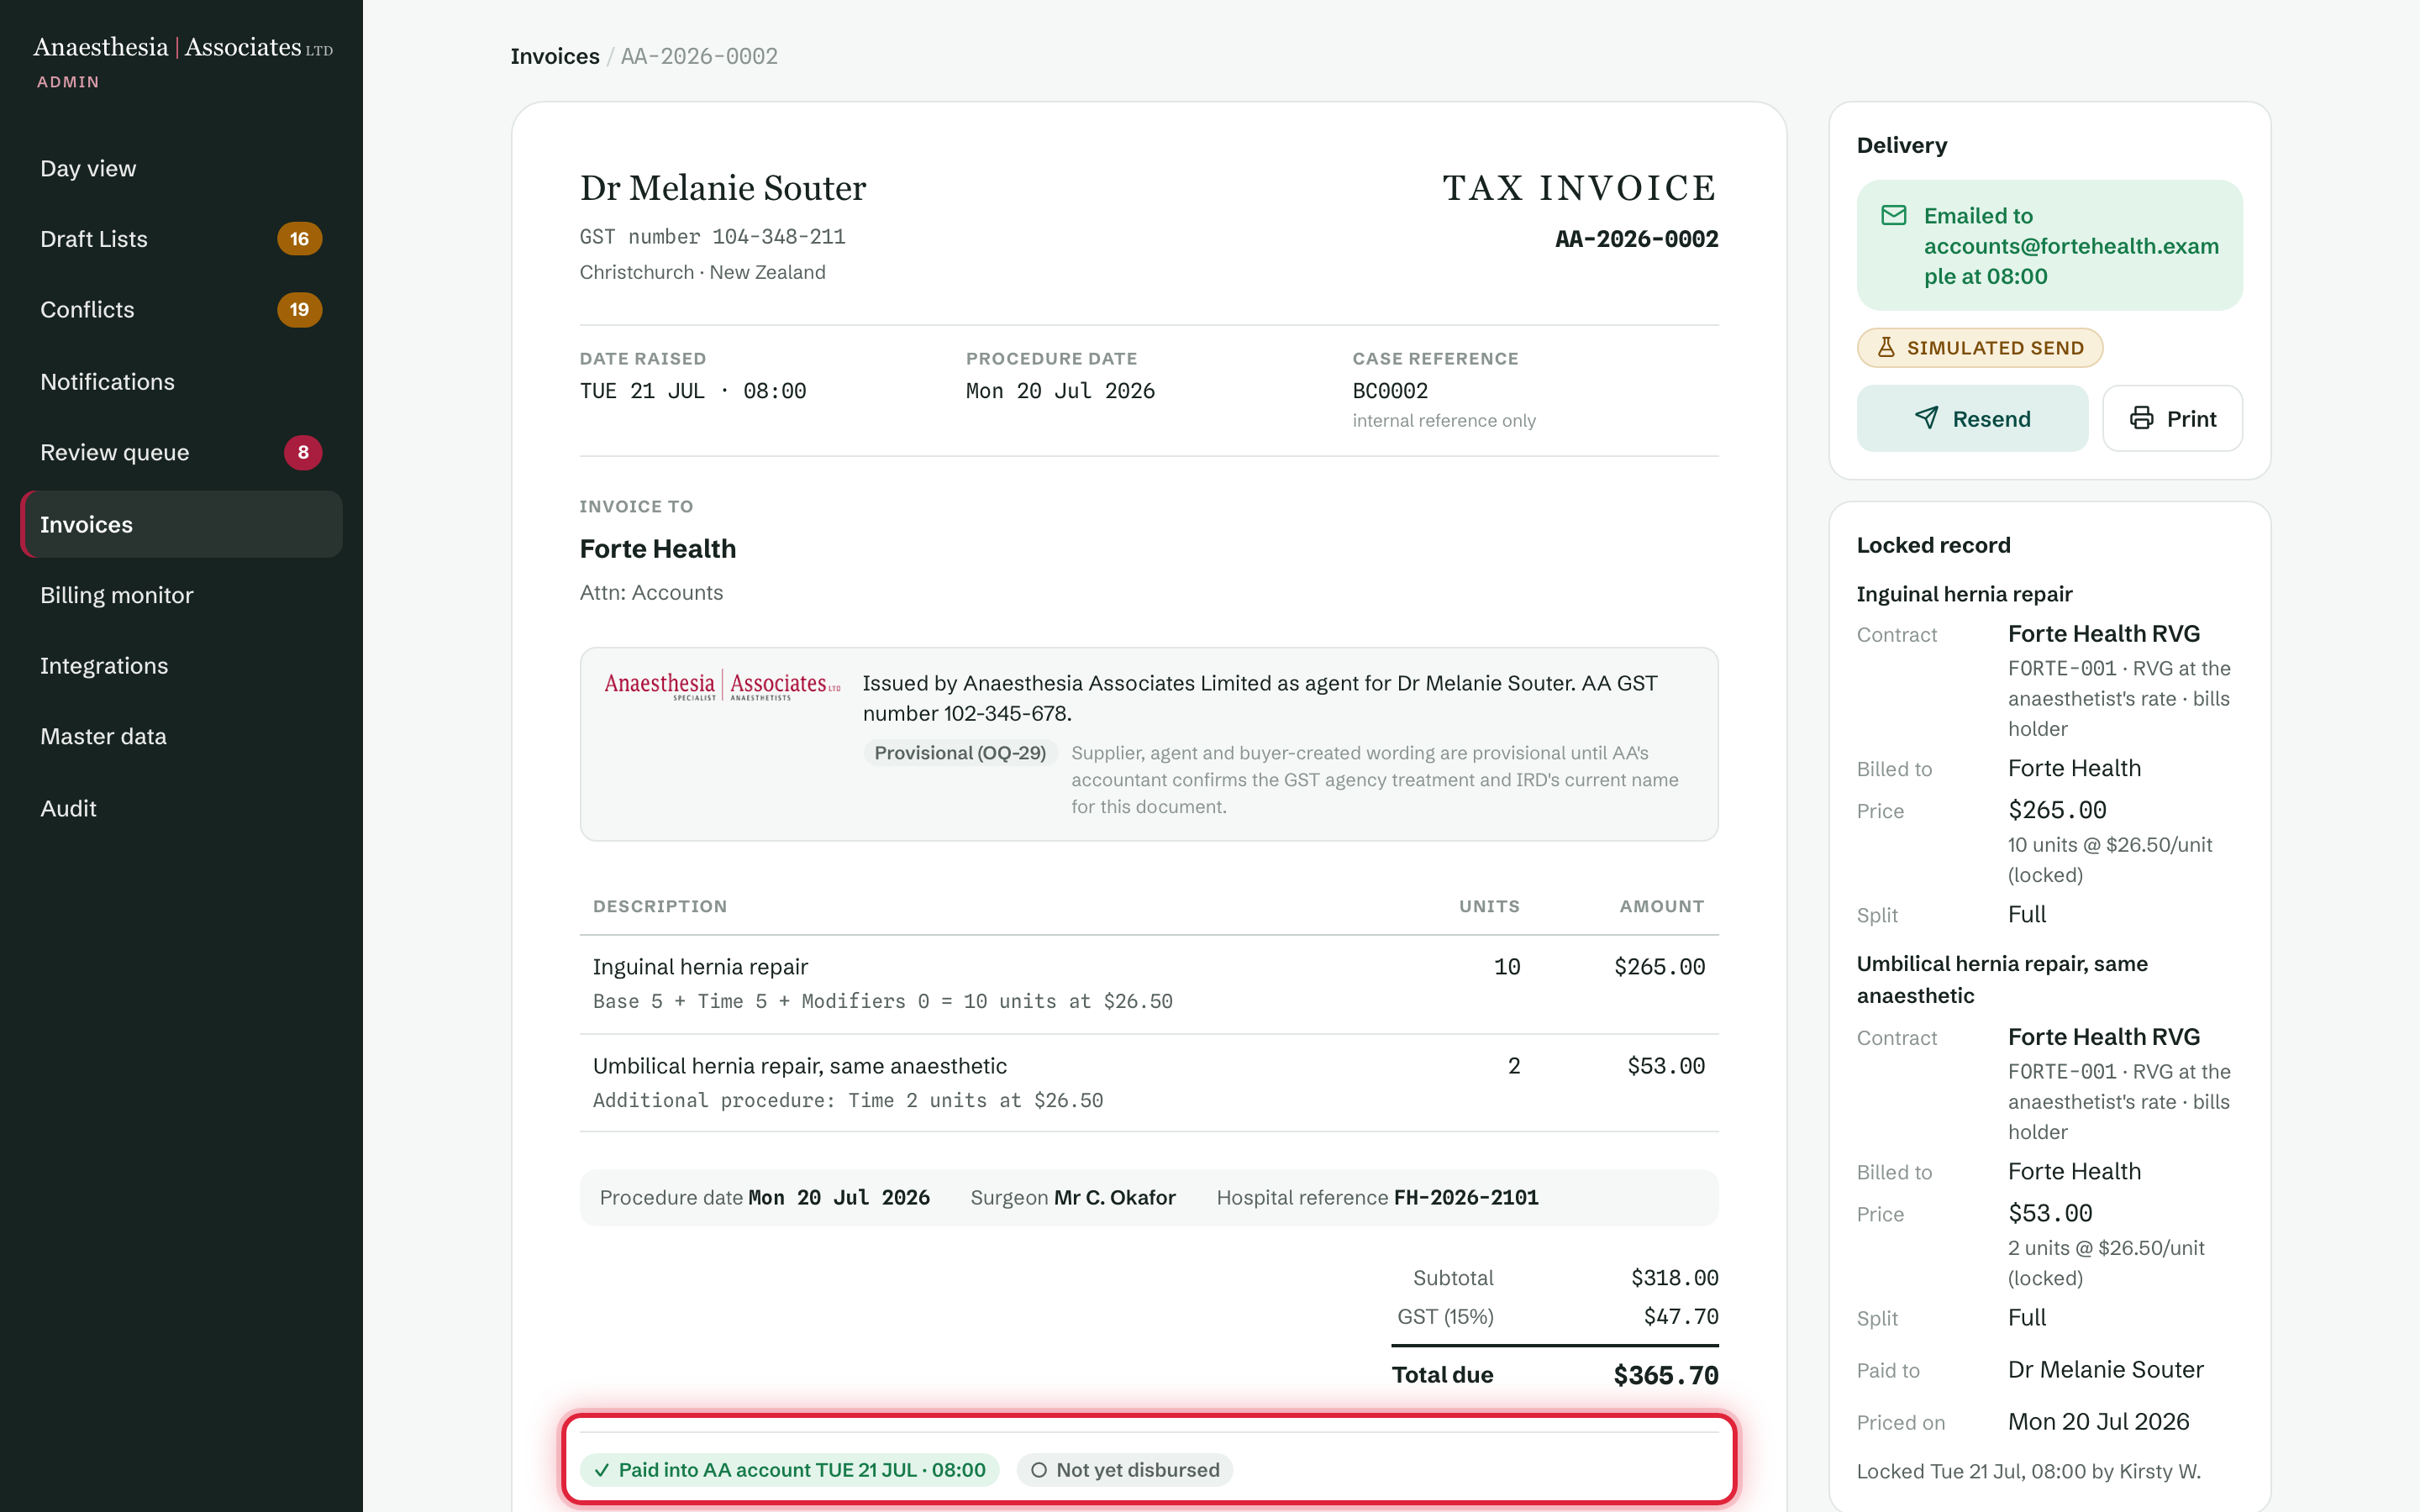 Anaesthesia | Associates LTD
ADMIN
Day view
Draft Lists 16
Conflicts 19
Notifications
Review queue 8
Invoices
Billing monitor
Integrations
Master data
Audit
Invoices / AA-2026-0002
Dr Melanie Souter
GST number 104-348-211
Christchurch · New Zealand
TAX INVOICE
AA-2026-0002
DATE RAISED
TUE 21 JUL · 08:00
PROCEDURE DATE
Mon 20 Jul 2026
CASE REFERENCE
BC0002
internal reference only
INVOICE TO
Forte Health
Attn: Accounts
Anaesthesia | Associates LTD
SPECIALIST ANAESTHETISTS
Issued by Anaesthesia Associates Limited as agent for Dr Melanie Souter. AA GST
number 102-345-678.
Provisional (OQ-29)
Supplier, agent and buyer-created wording are provisional until AA's
accountant confirms the GST agency treatment and IRD's current name
for this document.
DESCRIPTION UNITS AMOUNT
Inguinal hernia repair 10 $265.00
Base 5 + Time 5 + Modifiers 0 = 10 units at $26.50
Umbilical hernia repair, same anaesthetic 2 $53.00
Additional procedure: Time 2 units at $26.50
Procedure date Mon 20 Jul 2026 Surgeon Mr C. Okafor Hospital reference FH-2026-2101
Subtotal $318.00
GST (15%) $47.70
Total due $365.70
Paid into AA account TUE 21 JUL · 08:00
Not yet disbursed
Delivery
Emailed to
accounts@fortehealth.exam
ple at 08:00
SIMULATED SEND
Resend
Print
Locked record
Inguinal hernia repair
Contract Forte Health RVG
FORTE-001 · RVG at the
anaesthetist's rate · bills
holder
Billed to Forte Health
Price $265.00
10 units @ $26.50/unit
(locked)
Split Full
Umbilical hernia repair, same
anaesthetic
Contract Forte Health RVG
FORTE-001 · RVG at the
anaesthetist's rate · bills
holder
Billed to Forte Health
Price $53.00
2 units @ $26.50/unit
(locked)
Split Full
Paid to Dr Melanie Souter
Priced on Mon 20 Jul 2026
Locked Tue 21 Jul, 08:00 by Kirsty W.